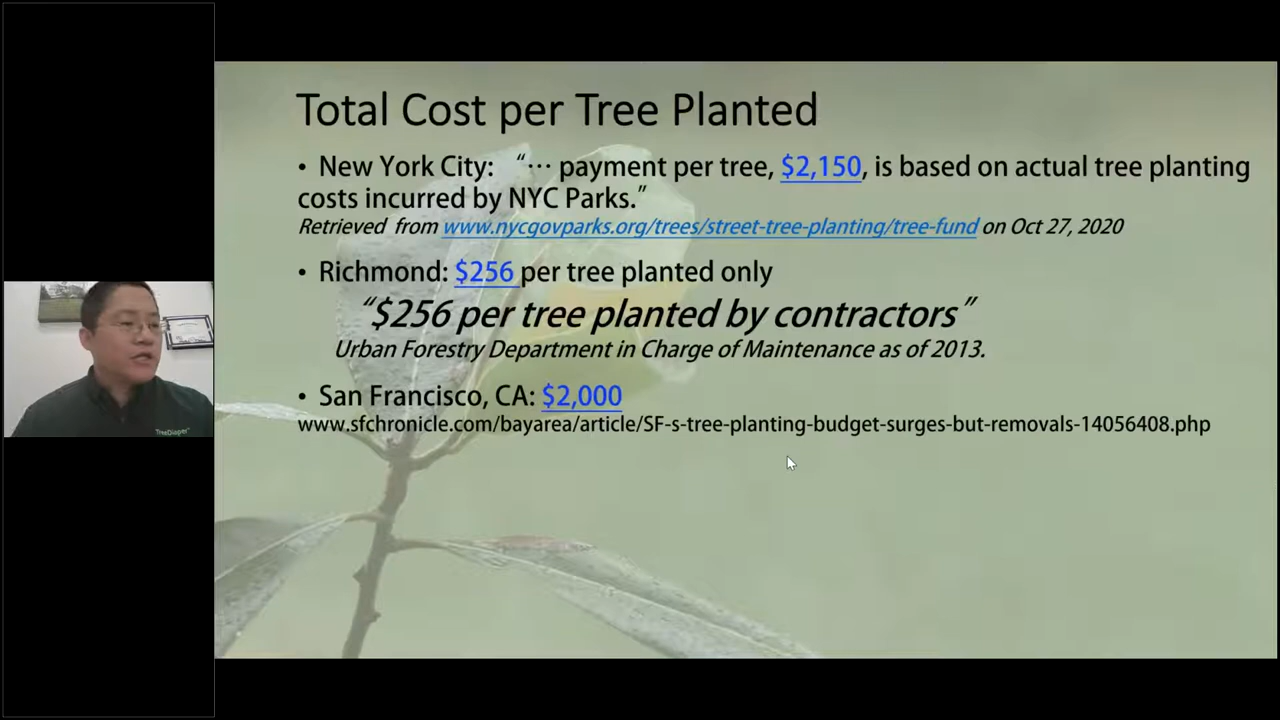 Total Cost per Tree Planted
• New York City: “… payment per tree, $2,150, is based on actual tree planting
costs incurred by NYC Parks.”
Retrieved from www.nycgovparks.org/trees/street-tree-planting/tree-fund on Oct 27, 2020
• Richmond: $256 per tree planted only
“$256 per tree planted by contractors”
Urban Forestry Department in Charge of Maintenance as of 2013.
• San Francisco, CA: $2,000
www.sfchronicle.com/bayarea/article/SF-s-tree-planting-budget-surges-but-removals-14056408.php
TreeDiaper